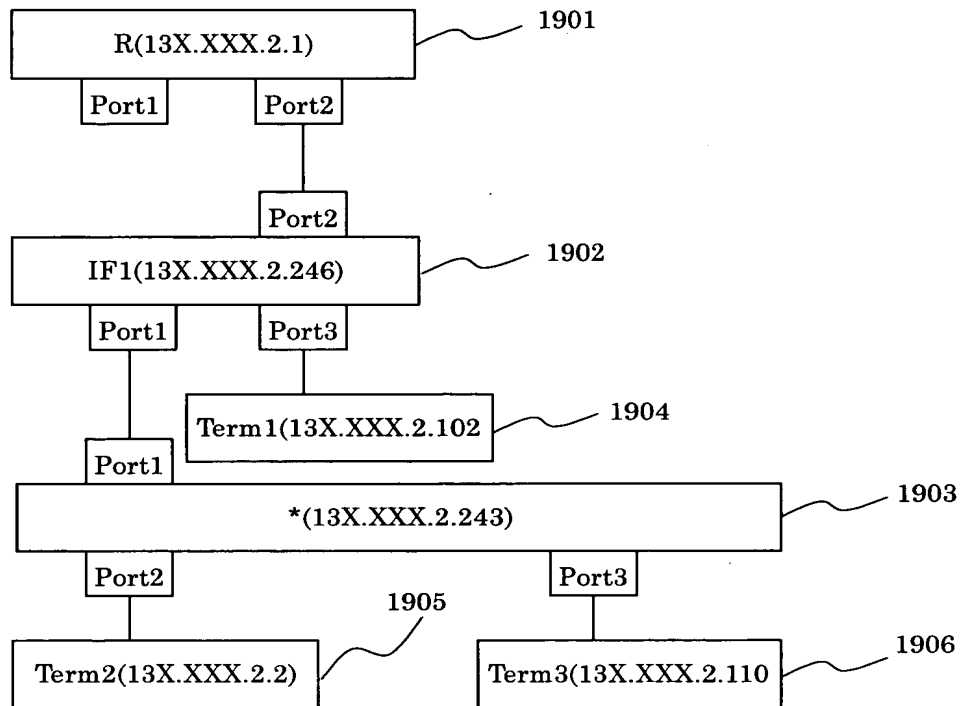 1901
R(13X.XXX.2.1)
Port1 Port2
Port2
1902
IF1(13X.XXX.2.246)
Port1 Port3
1904
Term1(13X.XXX.2.102
Port1
1903
*(13X.XXX.2.243)
Port2 Port3
1905
Term2(13X.XXX.2.2)
1906
Term3(13X.XXX.2.110